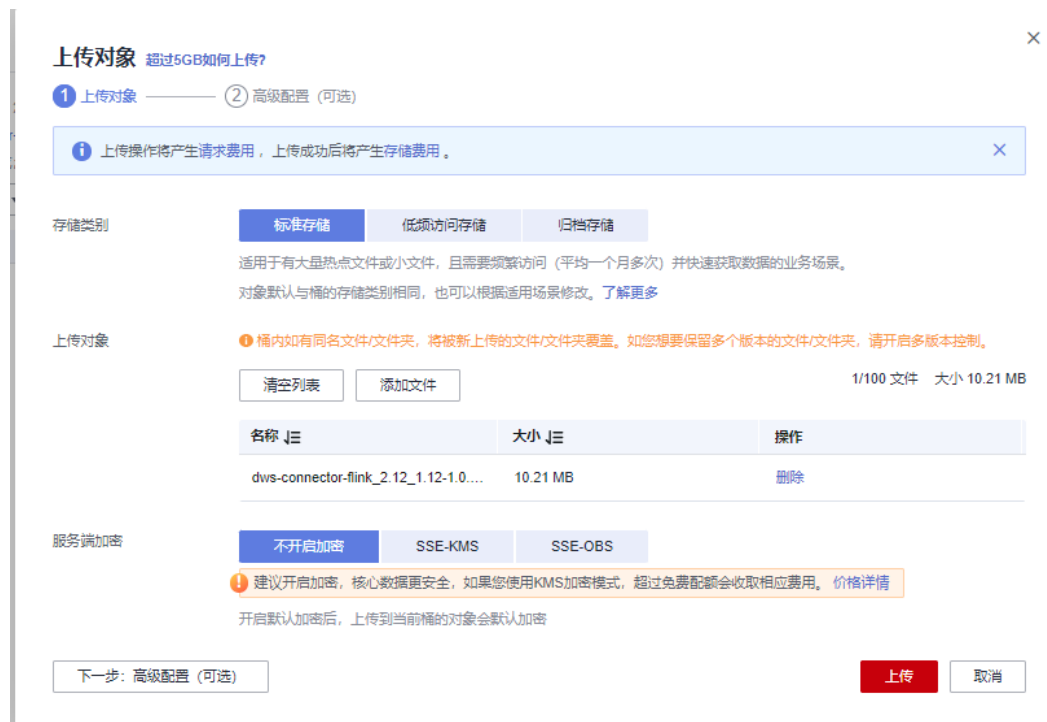 上传对象 超过5GB如何上传?
1 上传对象 2 高级配置（可选）
上传操作将产生请求费用，上传成功后将产生存储费用。
存储类别 标准存储 低频访问存储 归档存储
适用于有大量热点文件或小文件，且需要频繁访问（平均一个月多次）并快速获取数据的业务场景。
对象默认与桶的存储类别相同，也可以根据适用场景修改。了解更多
上传对象 桶内如有同名文件/文件夹，将被新上传的文件/文件夹覆盖。如您想要保留多个版本的文件/文件夹，请开启多版本控制。
清空列表 添加文件 1/100 文件 大小 10.21 MB
名称 大小 操作
dws-connector-flink_2.12_1.12-1.0.... 10.21 MB 删除
服务端加密 不开启加密 SSE-KMS SSE-OBS
建议开启加密，核心数据更安全，如果您使用KMS加密模式，超过免费配额会收取相应费用。 价格详情
开启默认加密后，上传到当前桶的对象会默认加密
下一步：高级配置（可选） 上传 取消